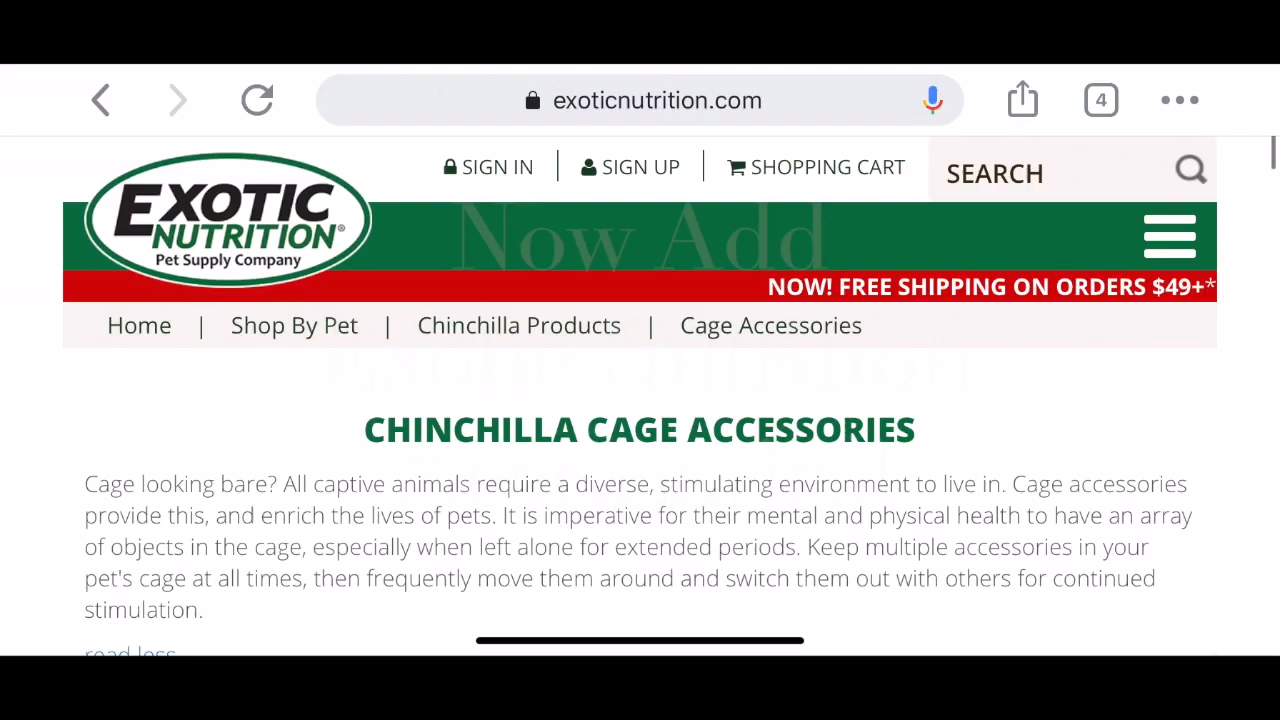 exoticnutrition.com
4
SIGN IN
SIGN UP
SHOPPING CART
SEARCH
EXOTIC
NUTRITION®
Pet Supply Company
Now Add
NOW! FREE SHIPPING ON ORDERS $49+*
Home | Shop By Pet | Chinchilla Products | Cage Accessories
CHINCHILLA CAGE ACCESSORIES
Cage looking bare? All captive animals require a diverse, stimulating environment to live in. Cage accessories
provide this, and enrich the lives of pets. It is imperative for their mental and physical health to have an array
of objects in the cage, especially when left alone for extended periods. Keep multiple accessories in your
pet's cage at all times, then frequently move them around and switch them out with others for continued
stimulation.
read less